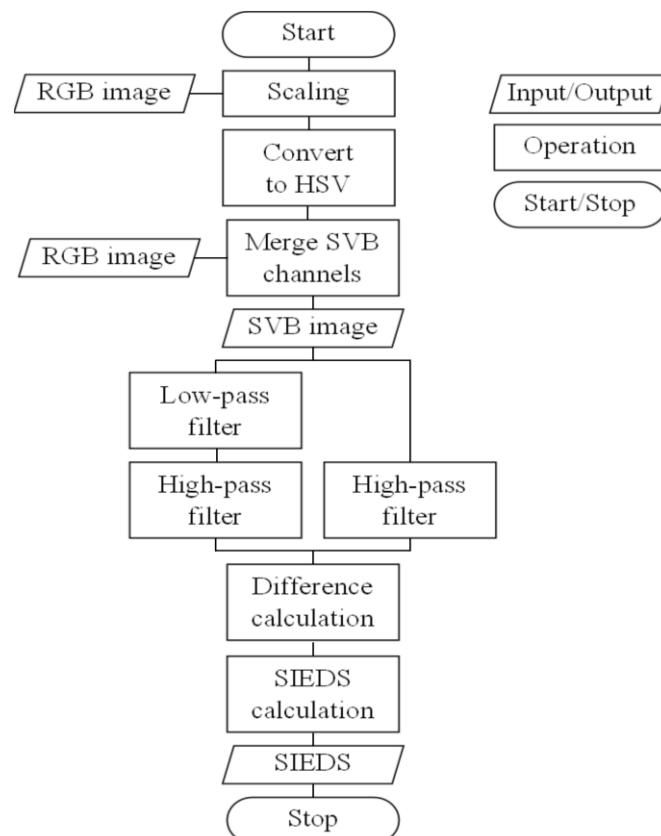 Start
RGB image
Scaling
Input/Output
Convert
to HSV
Operation
Start/Stop
RGB image
Merge SVB
channels
SVB image
Low-pass
filter
High-pass
filter
High-pass
filter
Difference
calculation
SIEDS
calculation
SIEDS
Stop